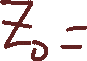 Z₀ =